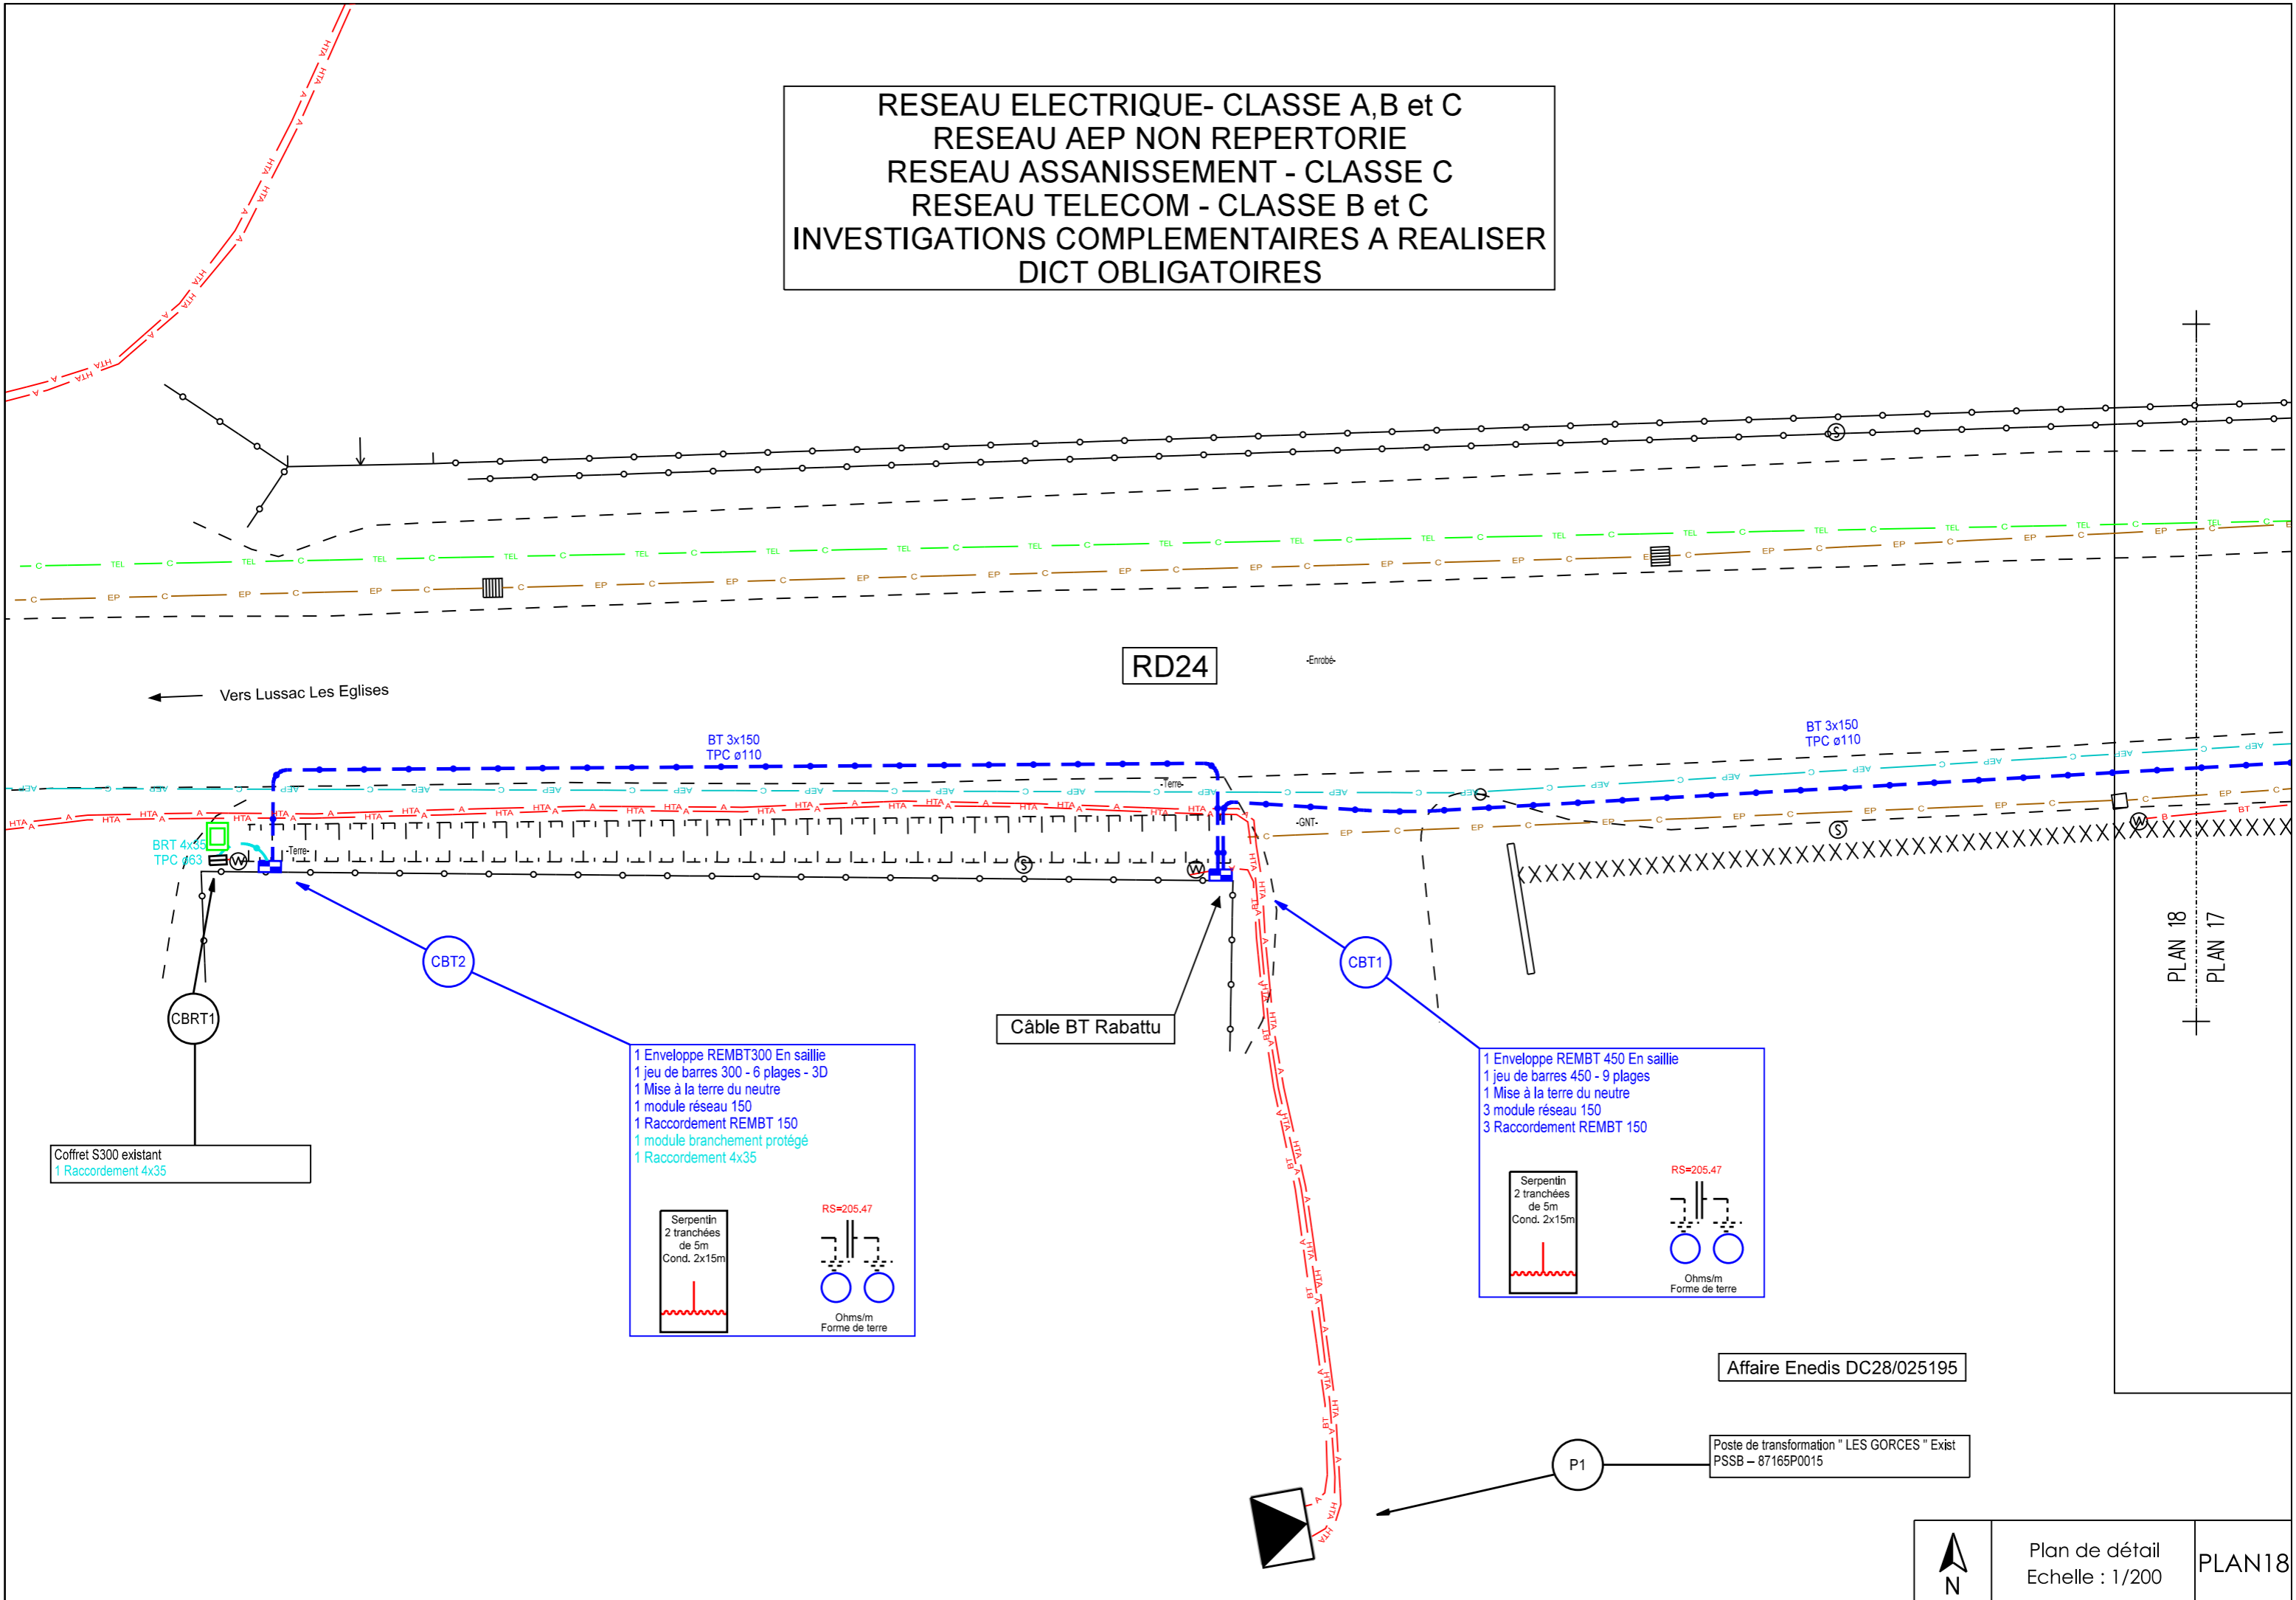 RESEAU ELECTRIQUE- CLASSE A,B et C
RESEAU AEP NON REPERTORIE
RESEAU ASSANISSEMENT - CLASSE C
RESEAU TELECOM - CLASSE B et C
INVESTIGATIONS COMPLEMENTAIRES A REALISER
DICT OBLIGATOIRES
RD24
-Enrobé-
Vers Lussac Les Eglises
BT 3x150
TPC ø110
BT 3x150
TPC ø110
-Terre-
-GNT-
BRT 4x35
TPC ø63
-Terre-
CBT2
CBT1
CBRT1
Câble BT Rabattu
PLAN 18
PLAN 17
1 Enveloppe REMBT300 En saillie
1 jeu de barres 300 - 6 plages - 3D
1 Mise à la terre du neutre
1 module réseau 150
1 Raccordement REMBT 150
1 module branchement protégé
1 Raccordement 4x35
Serpentin
2 tranchées
de 5m
Cond. 2x15m
RS=205.47
Ohms/m
Forme de terre
1 Enveloppe REMBT 450 En saillie
1 jeu de barres 450 - 9 plages
1 Mise à la terre du neutre
3 module réseau 150
3 Raccordement REMBT 150
Serpentin
2 tranchées
de 5m
Cond. 2x15m
RS=205.47
Ohms/m
Forme de terre
Coffret S300 existant
1 Raccordement 4x35
Affaire Enedis DC28/025195
P1
Poste de transformation " LES GORCES " Exist
PSSB – 87165P0015
N
Plan de détail
Echelle : 1/200
PLAN18